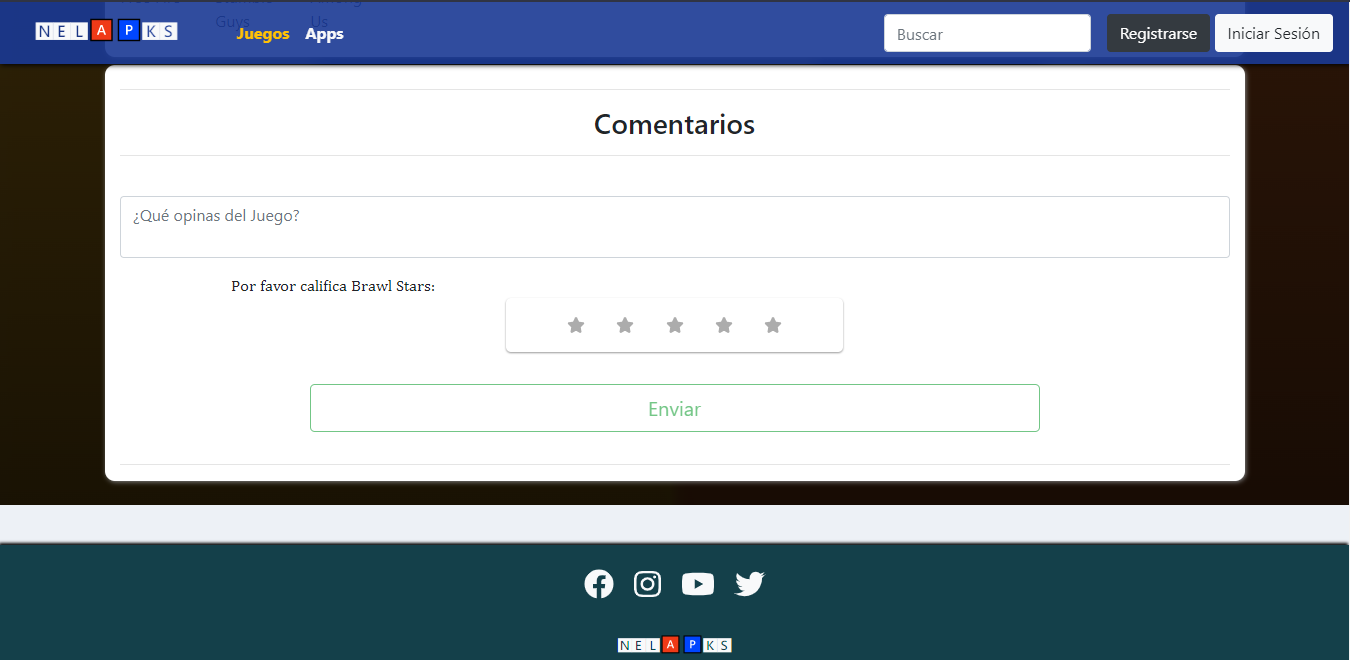 Guys
Us
NELAPKS
Juegos Apps
Buscar
Registrarse
Iniciar Sesión
Comentarios
¿Qué opinas del Juego?
Por favor califica Brawl Stars:
Enviar
NELAPKS